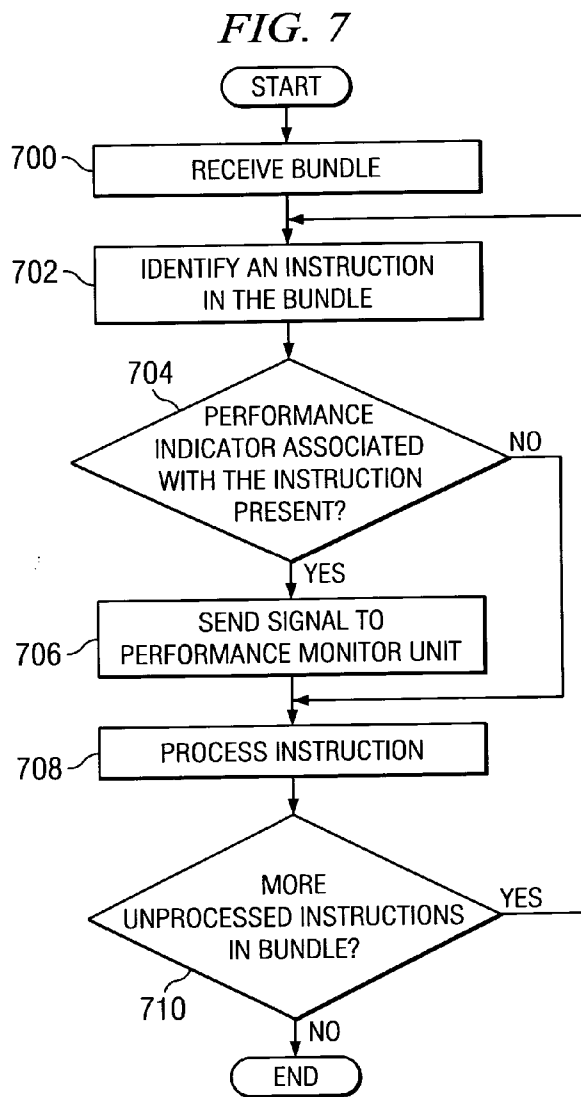 FIG. 7
START
700
RECEIVE BUNDLE
702
IDENTIFY AN INSTRUCTION
IN THE BUNDLE
704
PERFORMANCE
INDICATOR ASSOCIATED
WITH THE INSTRUCTION
PRESENT?
NO
YES
706
SEND SIGNAL TO
PERFORMANCE MONITOR UNIT
708
PROCESS INSTRUCTION
MORE
UNPROCESSED INSTRUCTIONS
IN BUNDLE?
YES
710
NO
END